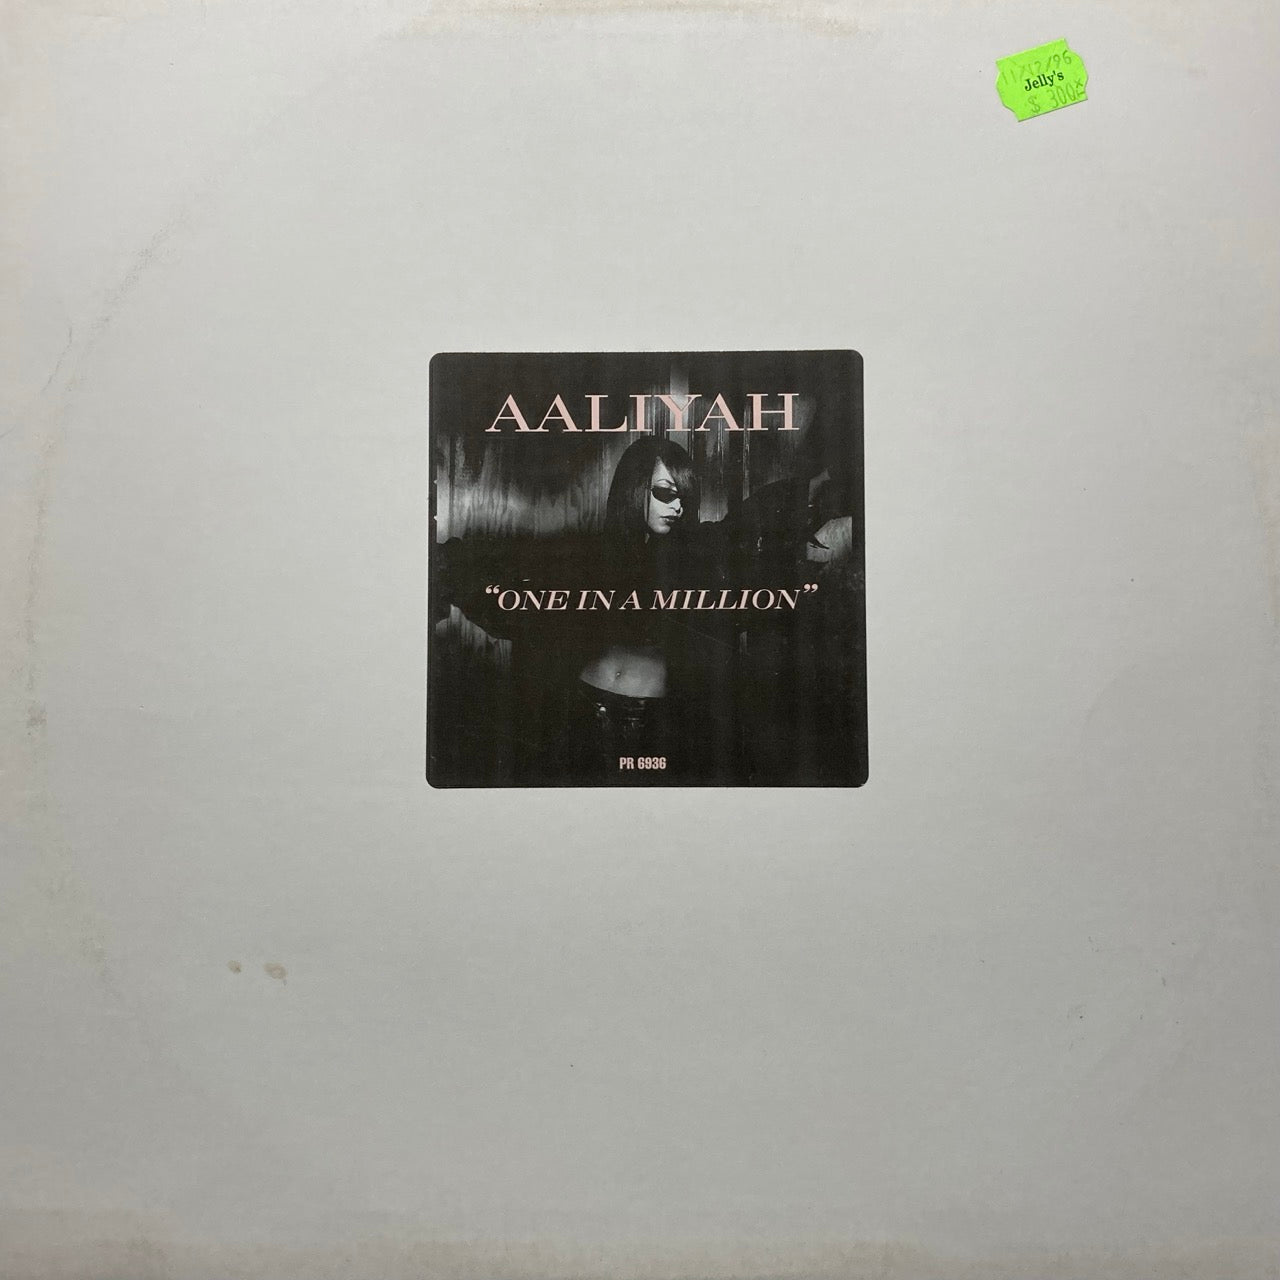 Jelly's
AALIYAH
“ONE IN A MILLION”
PR 6936